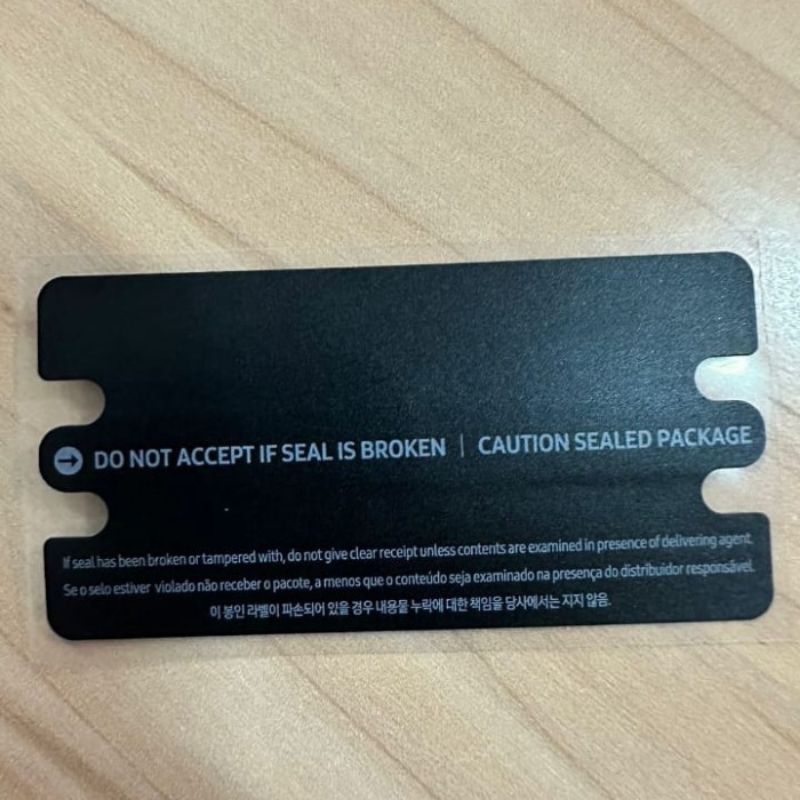 DO NOT ACCEPT IF SEAL IS BROKEN | CAUTION SEALED PACKAGE
If seal has been broken or tampered with, do not give clear receipt unless contents are examined in presence of delivering agent.
Se o selo estiver violado não receber o pacote, a menos que o conteúdo seja examinado na presença do distribuidor responsável.
이 봉인 라벨이 파손되어 있을 경우 내용물 누락에 대한 책임을 당사에서는 지지 않음.